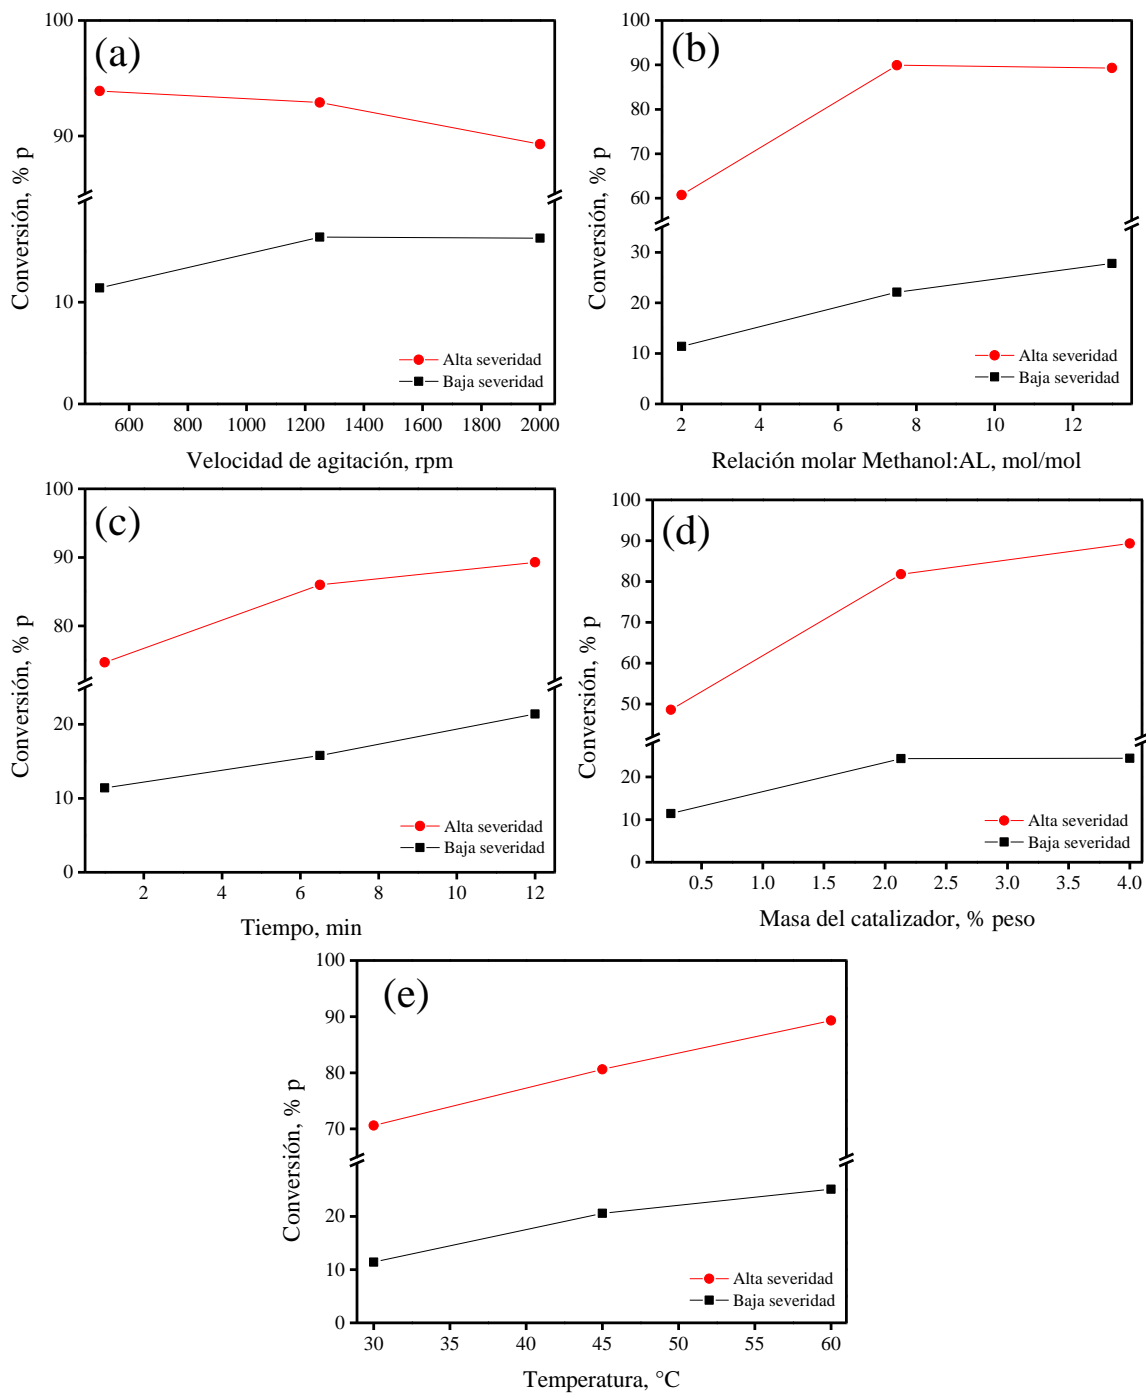 (a)
100
90
10
0
Conversión, % p
Alta severidad
Baja severidad
600 800 1000 1200 1400 1600 1800 2000
Velocidad de agitación, rpm
(b)
100
90
80
70
60
30
20
10
0
Conversión, % p
Alta severidad
Baja severidad
2 4 6 8 10 12
Relación molar Methanol:AL, mol/mol
(c)
100
90
80
20
10
0
Conversión, % p
Alta severidad
Baja severidad
2 4 6 8 10 12
Tiempo, min
(d)
100
90
80
70
60
50
20
10
0
Conversión, % p
Alta severidad
Baja severidad
0.5 1.0 1.5 2.0 2.5 3.0 3.5 4.0
Masa del catalizador, % peso
(e)
100
90
80
70
20
10
0
Conversión, % p
Alta severidad
Baja severidad
30 35 40 45 50 55 60
Temperatura, °C